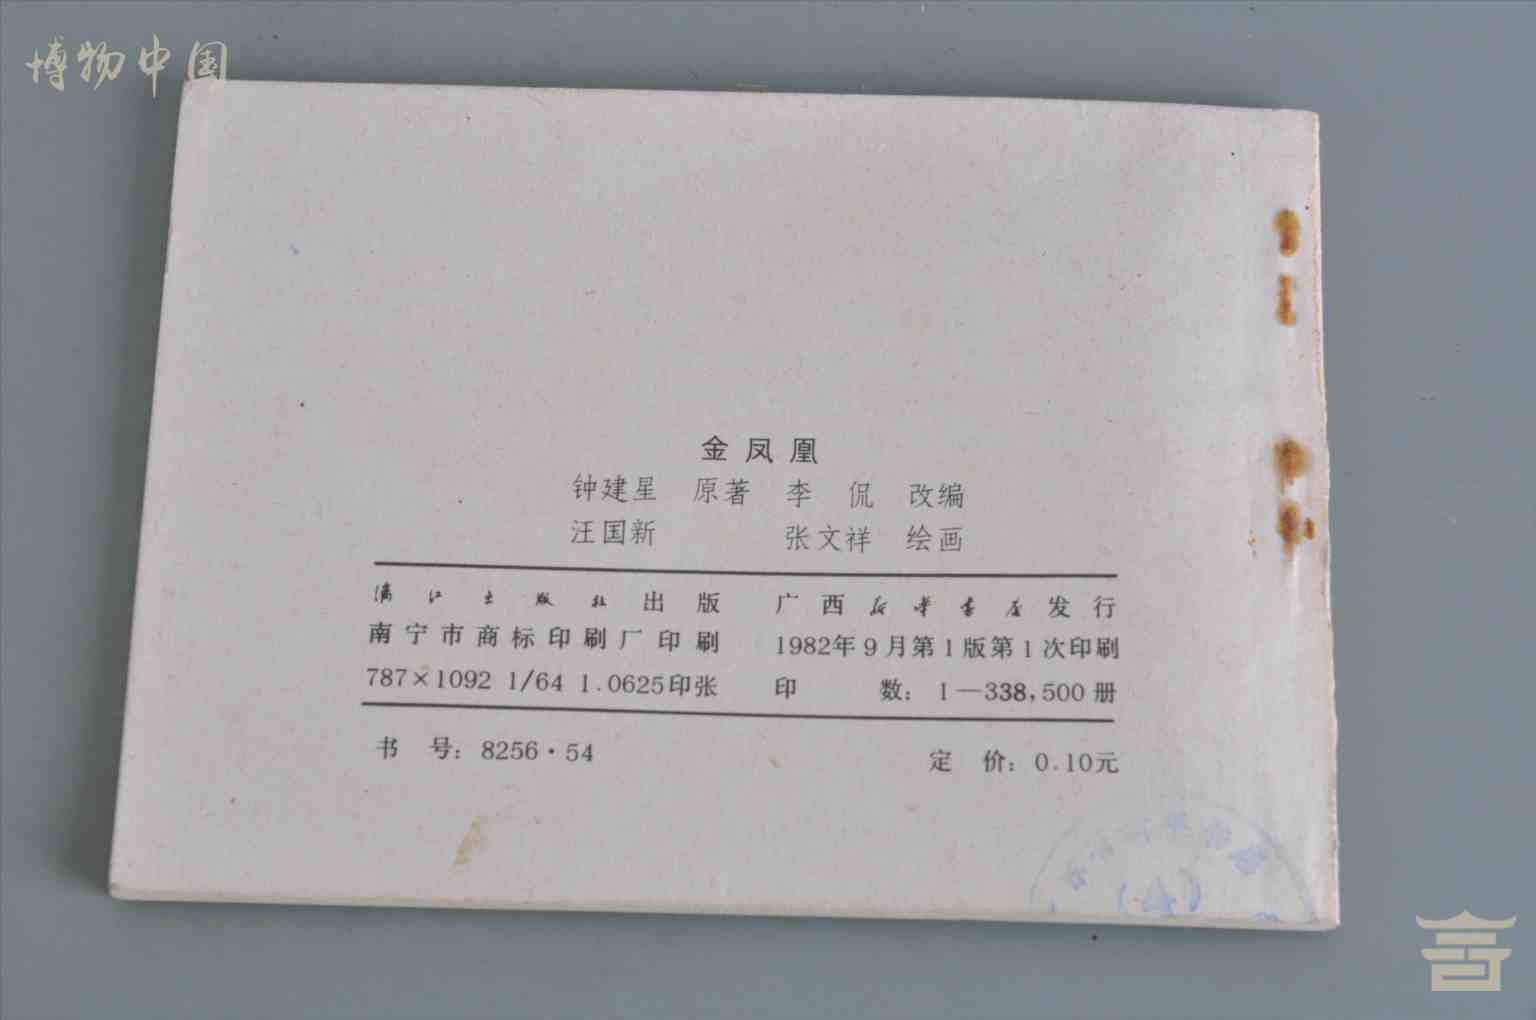 博物中国
金凤凰
钟建星 原著 李 侃 改编
汪国新 张文祥 绘画
漓江出版社出版 广西新华书店发行
南宁市商标印刷厂印刷 1982年9月第1版第1次印刷
787×1092 1/64 1.0625印张 印 数：1—338,500册
书 号：8256·54 定 价：0.10元